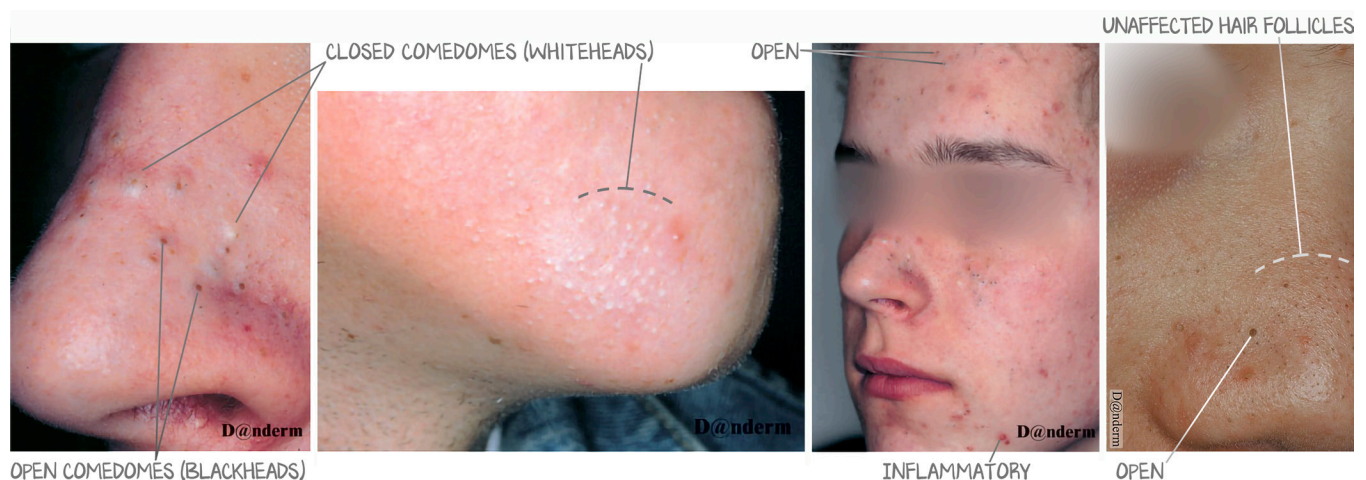 UNAFFECTED HAIR FOLLICLES
CLOSED COMEDOMES (WHITEHEADS)
OPEN
D@nderm
D@nderm
D@nderm
D@nderm
OPEN COMEDOMES (BLACKHEADS)
INFLAMMATORY
OPEN